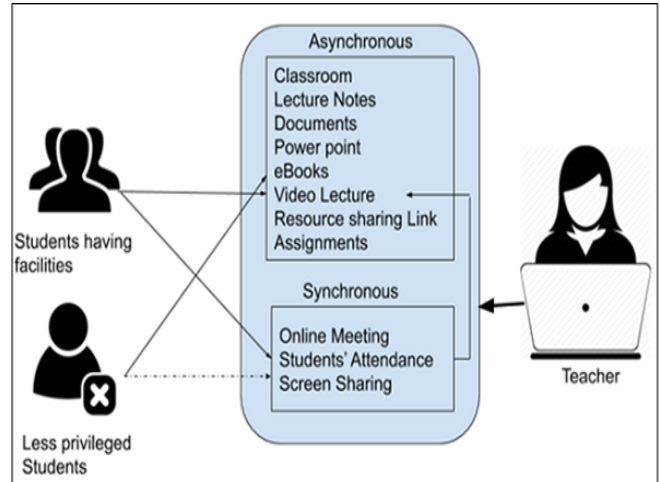 Asynchronous
Classroom
Lecture Notes
Documents
Power point
eBooks
Video Lecture
Resource sharing Link
Assignments
Students having
facilities
Synchronous
Online Meeting
Students' Attendance
Screen Sharing
Teacher
Less privileged
Students